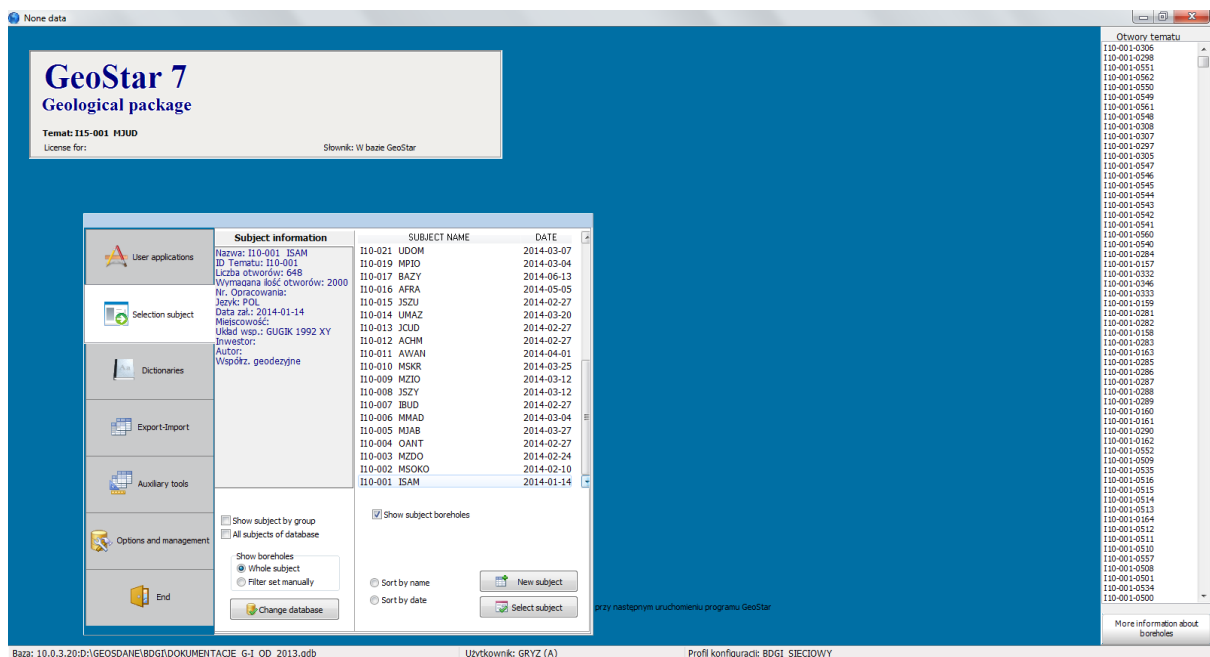 None data
GeoStar 7
Geological package
Temat: I15-001 MJUD
License for:
Słownik: W bazie GeoStar
User applications
Selection subject
Dictionaries
Export-Import
Auxiliary tools
Options and management
End
Subject information
Nazwa: I10-001 ISAM
ID Tematu: I10-001
Liczba otworów: 648
Wymagana ilość otworów: 2000
Nr. Opracowania:
Język: POL
Data zał.: 2014-01-14
Miejscowość:
Układ wsp.: GUGIK 1992 XY
Inwestor:
Autor:
Współrz. geodezyjne
Show subject by group
All subjects of database
Show boreholes
Whole subject
Filter set manually
Change database
SUBJECT NAME DATE
I10-021 UDOM 2014-03-07
I10-019 MPIO 2014-03-04
I10-017 BAZY 2014-06-13
I10-016 AFRA 2014-05-05
I10-015 JSZU 2014-02-27
I10-014 UMAZ 2014-03-20
I10-013 JCUD 2014-02-27
I10-012 ACHM 2014-02-27
I10-011 AWAN 2014-04-01
I10-010 MSKR 2014-03-25
I10-009 MZIO 2014-03-12
I10-008 JSZY 2014-03-12
I10-007 IBUD 2014-02-27
I10-006 MMAD 2014-03-04
I10-005 MJAB 2014-03-27
I10-004 OANT 2014-02-27
I10-003 MZDO 2014-02-24
I10-002 MSOKO 2014-02-10
I10-001 ISAM 2014-01-14
Show subject boreholes
Sort by name
Sort by date
New subject
Select subject
przy następnym uruchomieniu programu GeoStar
Otwory tematu
I10-001-0306
I10-001-0298
I10-001-0551
I10-001-0562
I10-001-0550
I10-001-0549
I10-001-0561
I10-001-0548
I10-001-0308
I10-001-0307
I10-001-0297
I10-001-0305
I10-001-0547
I10-001-0546
I10-001-0545
I10-001-0544
I10-001-0543
I10-001-0542
I10-001-0541
I10-001-0560
I10-001-0540
I10-001-0284
I10-001-0157
I10-001-0332
I10-001-0346
I10-001-0333
I10-001-0159
I10-001-0281
I10-001-0282
I10-001-0158
I10-001-0283
I10-001-0163
I10-001-0285
I10-001-0286
I10-001-0287
I10-001-0288
I10-001-0289
I10-001-0160
I10-001-0161
I10-001-0290
I10-001-0162
I10-001-0552
I10-001-0509
I10-001-0535
I10-001-0516
I10-001-0515
I10-001-0514
I10-001-0513
I10-001-0164
I10-001-0512
I10-001-0511
I10-001-0510
I10-001-0557
I10-001-0508
I10-001-0501
I10-001-0534
I10-001-0500
More information about
boreholes
Baza: 10.0.3.20:D:\GEOSDANE\BDGI\DOKUMENTACJE_G-I_OD_2013.gdb
Użytkownik: GRYZ (A)
Profil konfiguracji: BDGI_SIECIOWY